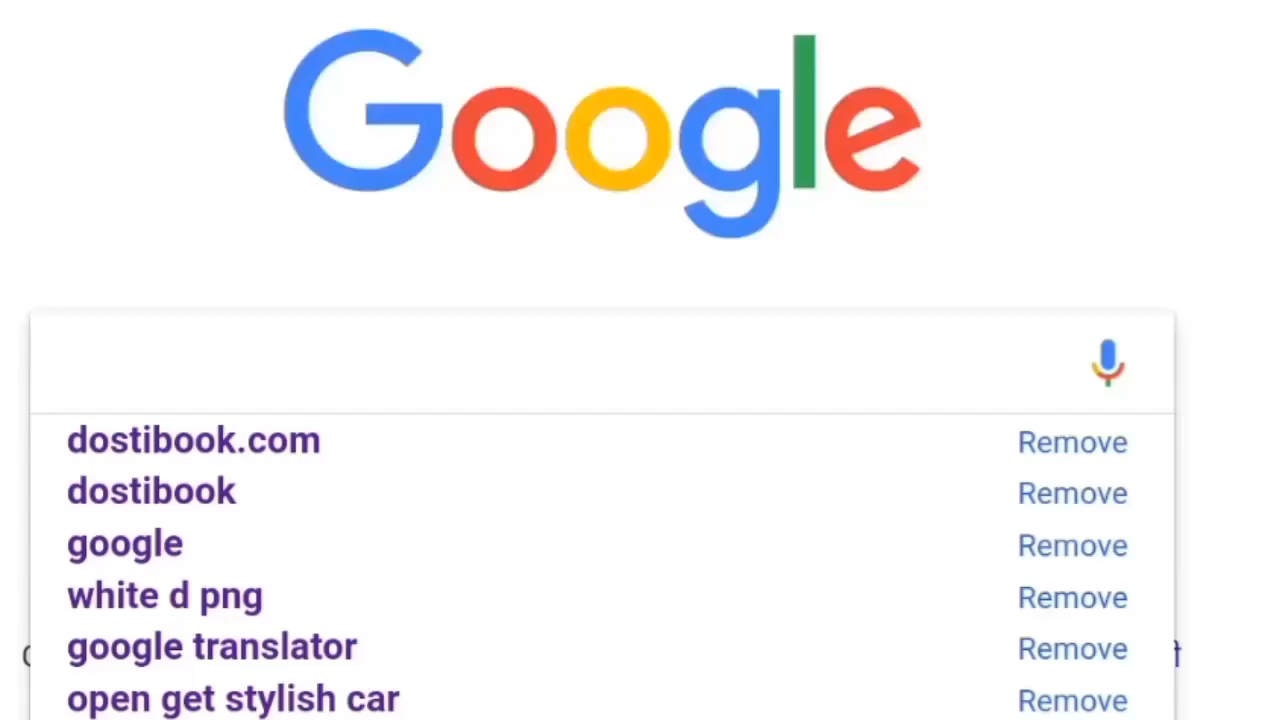 Google
dostibook.com Remove
dostibook Remove
google Remove
white d png Remove
google translator Remove
open get stylish car Remove